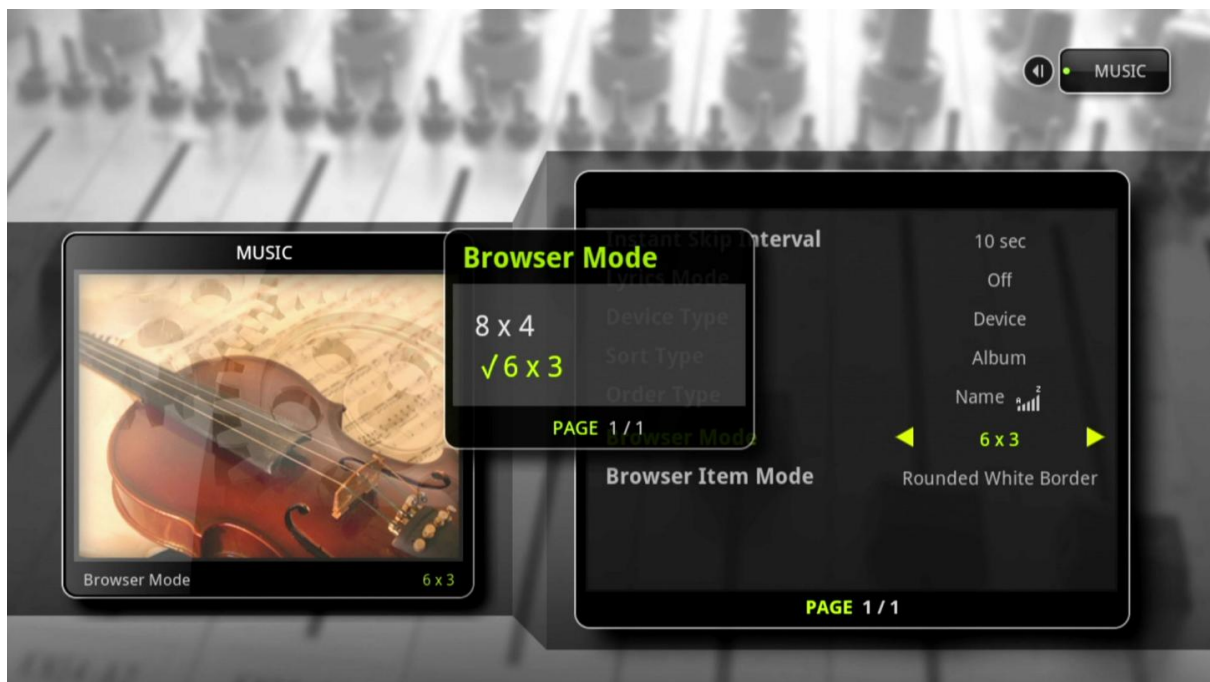 MUSIC
MUSIC
Browser Mode
6 x 3
Browser Mode
8 x 4
√ 6 x 3
PAGE 1 / 1
Instant Skip Interval 10 sec
Lyrics Mode Off
Device Type Device
Sort Type Album
Order Type Name A Z
Browser Mode 6 x 3
Browser Item Mode Rounded White Border
PAGE 1 / 1